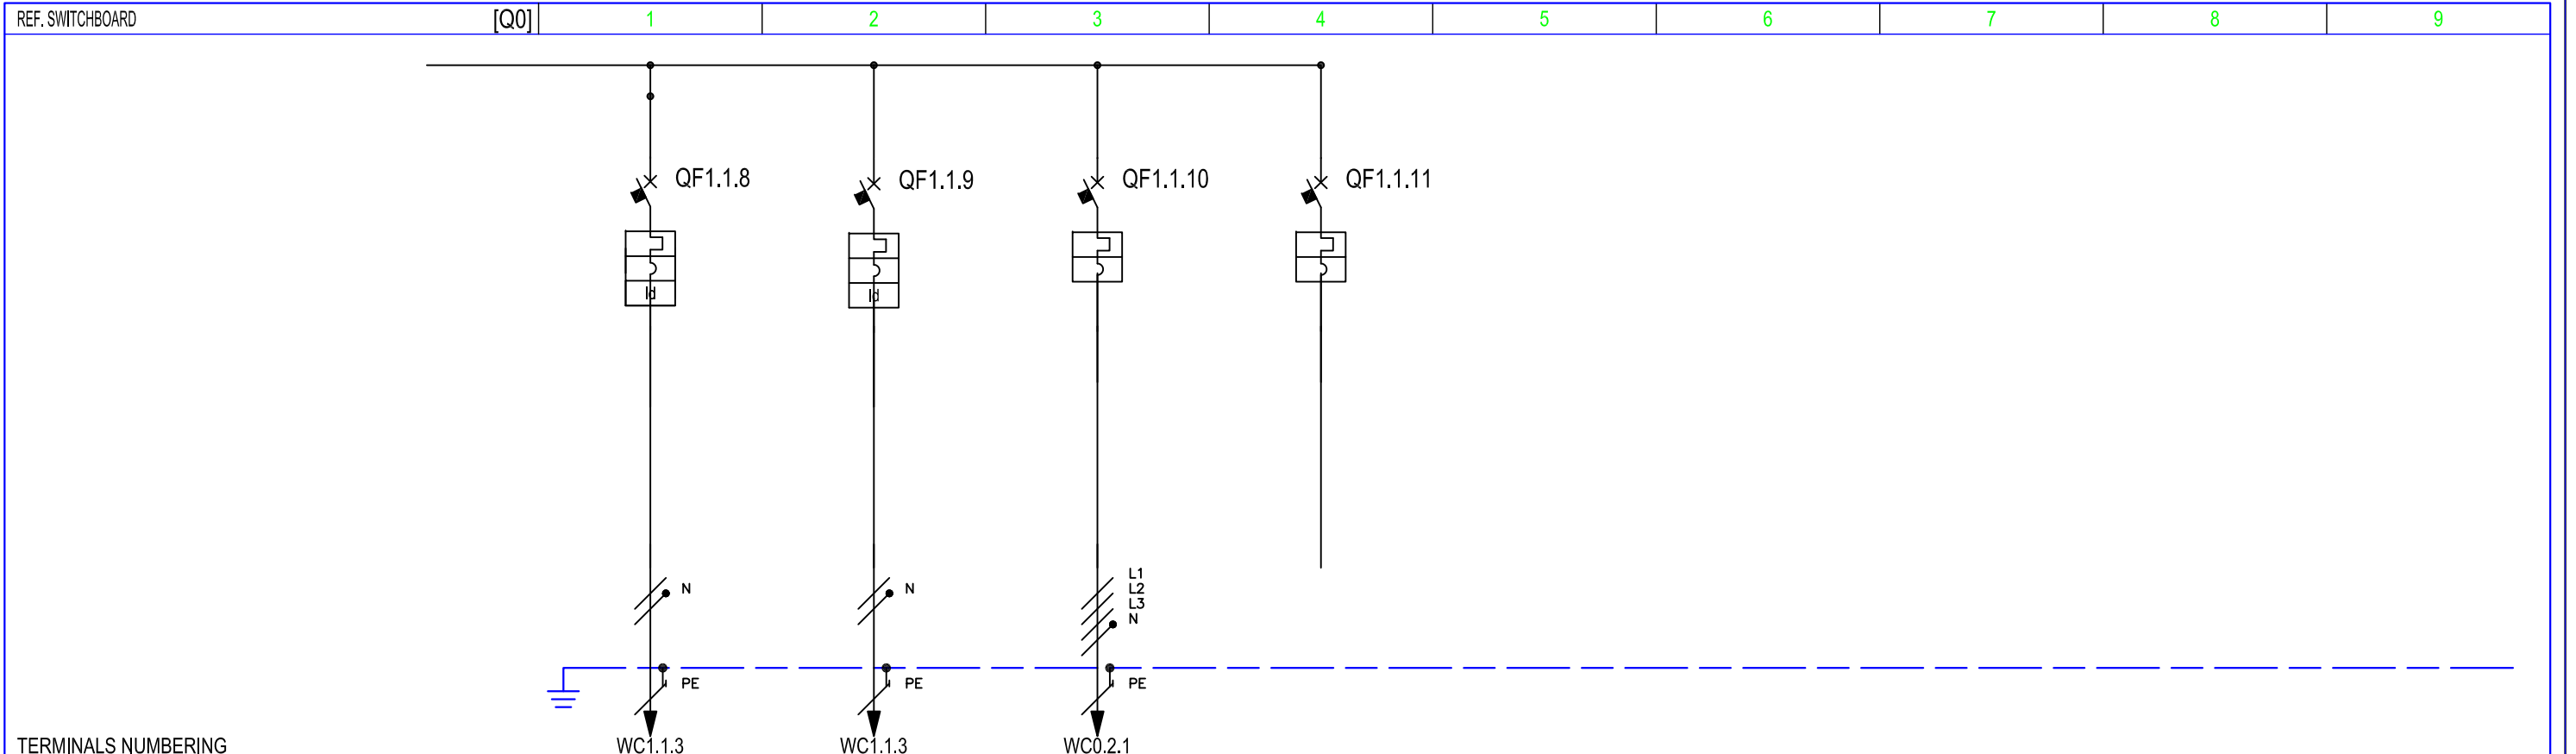 REF. SWITCHBOARD [Q0] 1 2 3 4 5 6 7 8 9
QF1.1.8 QF1.1.9 QF1.1.10 QF1.1.11
Id Id
L1
N N L2
L3
N
PE PE PE
TERMINALS NUMBERING WC1.1.3 WC1.1.3 WC0.2.1